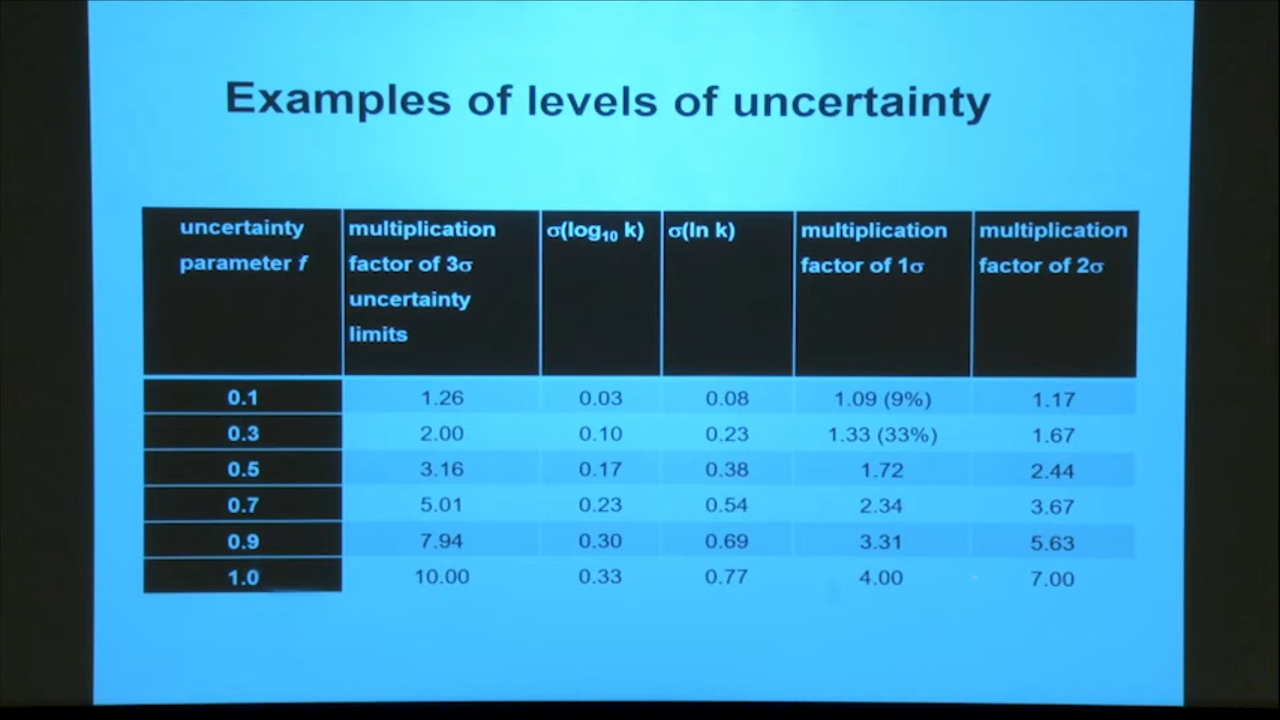 Examples of levels of uncertainty
uncertainty parameter f | multiplication factor of 3σ uncertainty limits | σ(log₁₀ k) | σ(ln k) | multiplication factor of 1σ | multiplication factor of 2σ
0.1 | 1.26 | 0.03 | 0.08 | 1.09 (9%) | 1.17
0.3 | 2.00 | 0.10 | 0.23 | 1.33 (33%) | 1.67
0.5 | 3.16 | 0.17 | 0.38 | 1.72 | 2.44
0.7 | 5.01 | 0.23 | 0.54 | 2.34 | 3.67
0.9 | 7.94 | 0.30 | 0.69 | 3.31 | 5.63
1.0 | 10.00 | 0.33 | 0.77 | 4.00 | 7.00